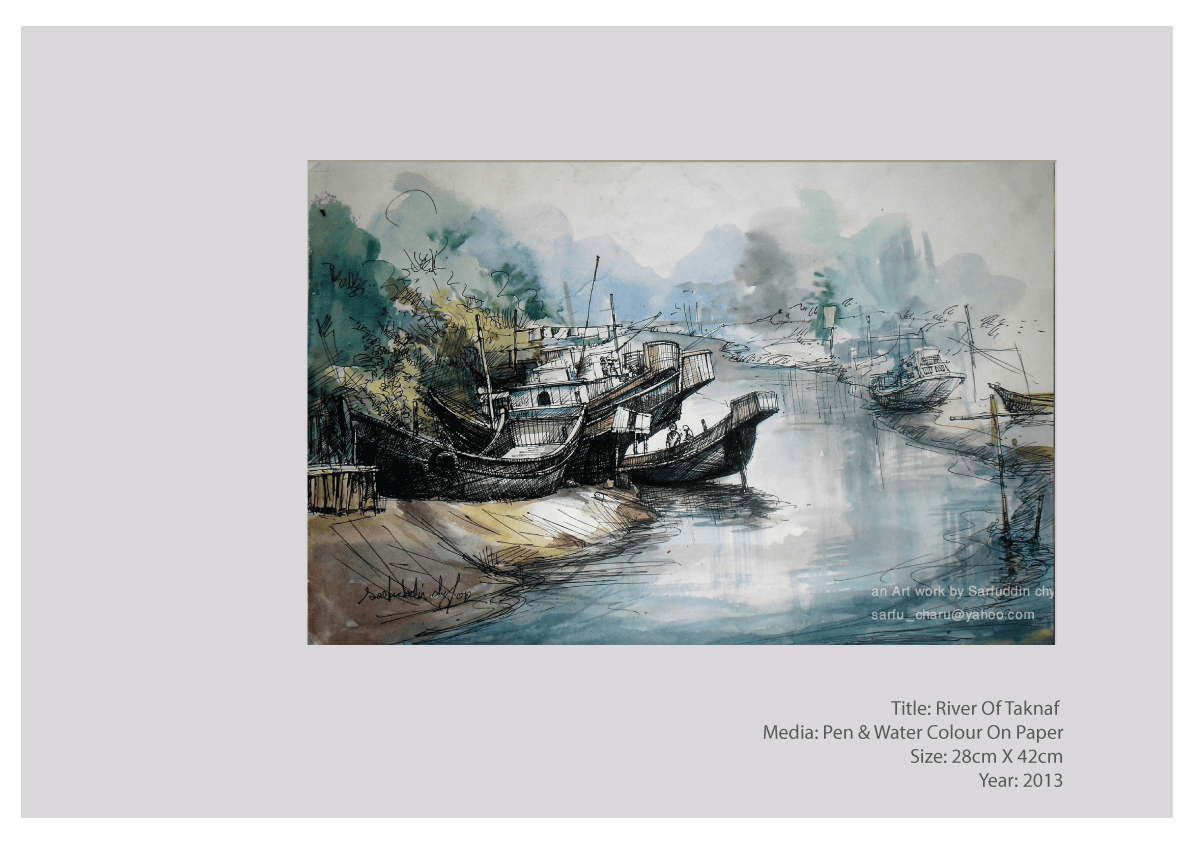 an Art work by Sarfuddin chy
sarfu_charu@yahoo.com
Title: River Of Taknaf
Media: Pen & Water Colour On Paper
Size: 28cm X 42cm
Year: 2013